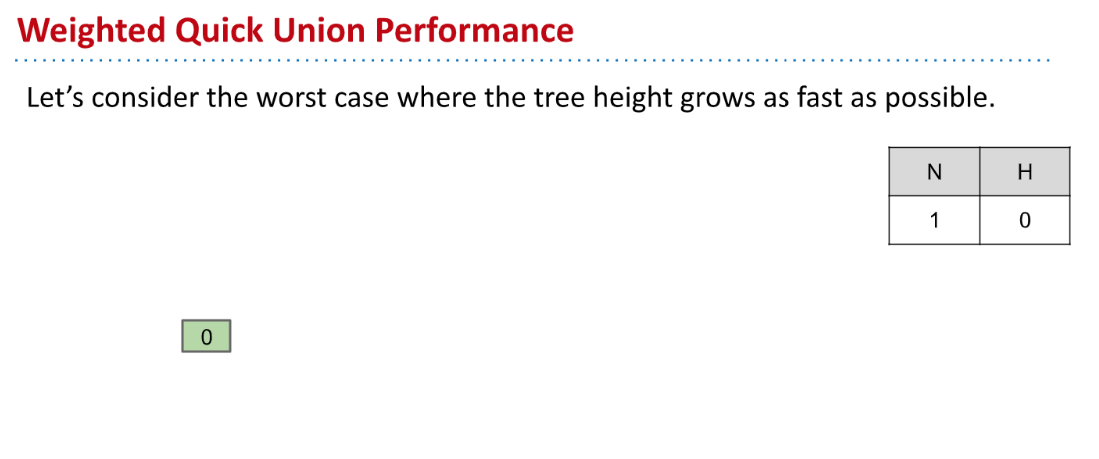 Weighted Quick Union Performance
Let’s consider the worst case where the tree height grows as fast as possible.
N H
1 0
0